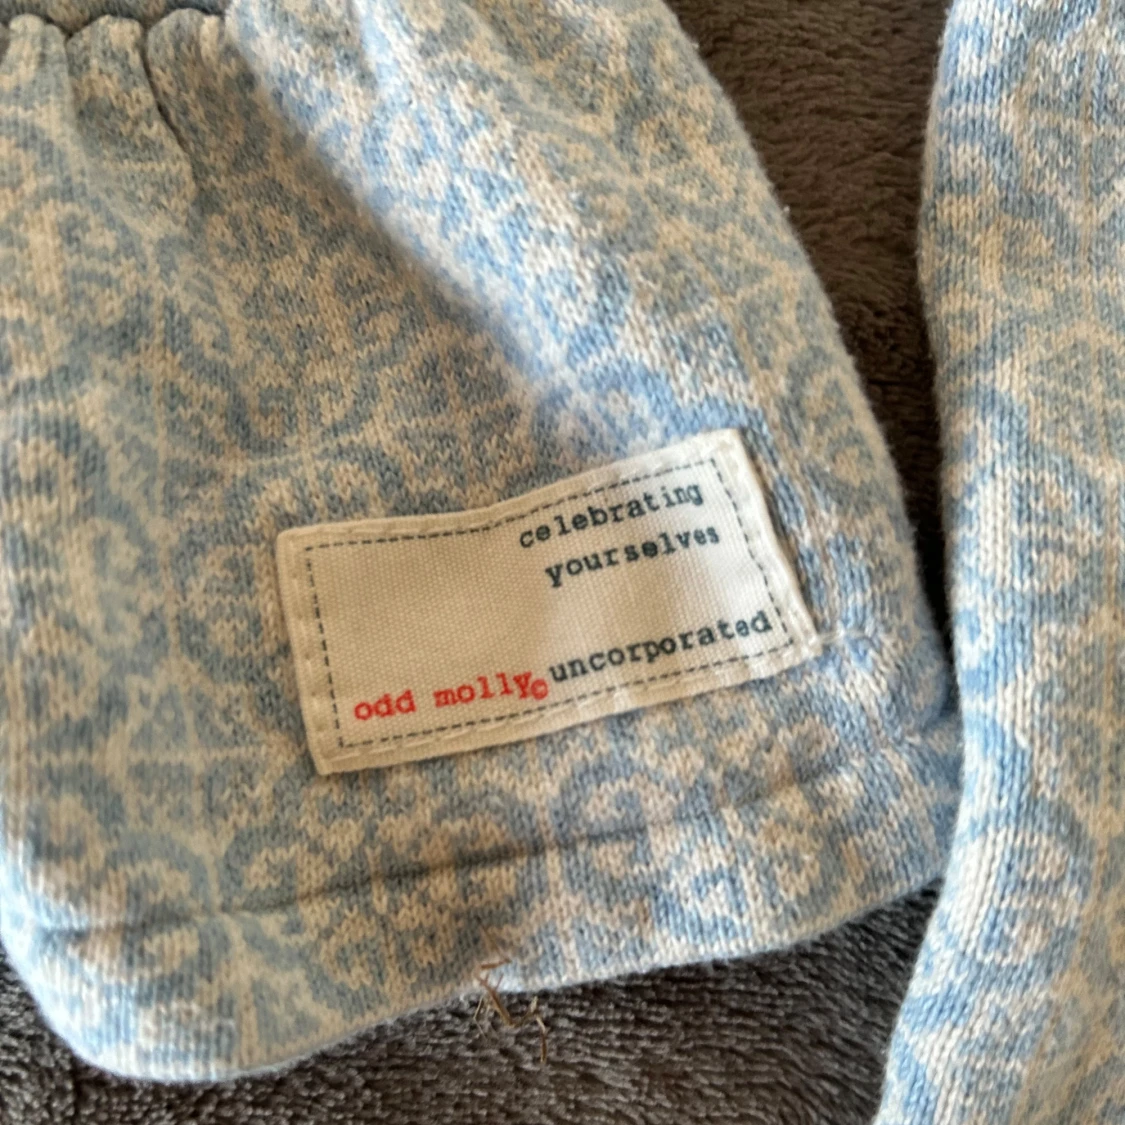 celebrating
yourselves
odd molly© uncorporated